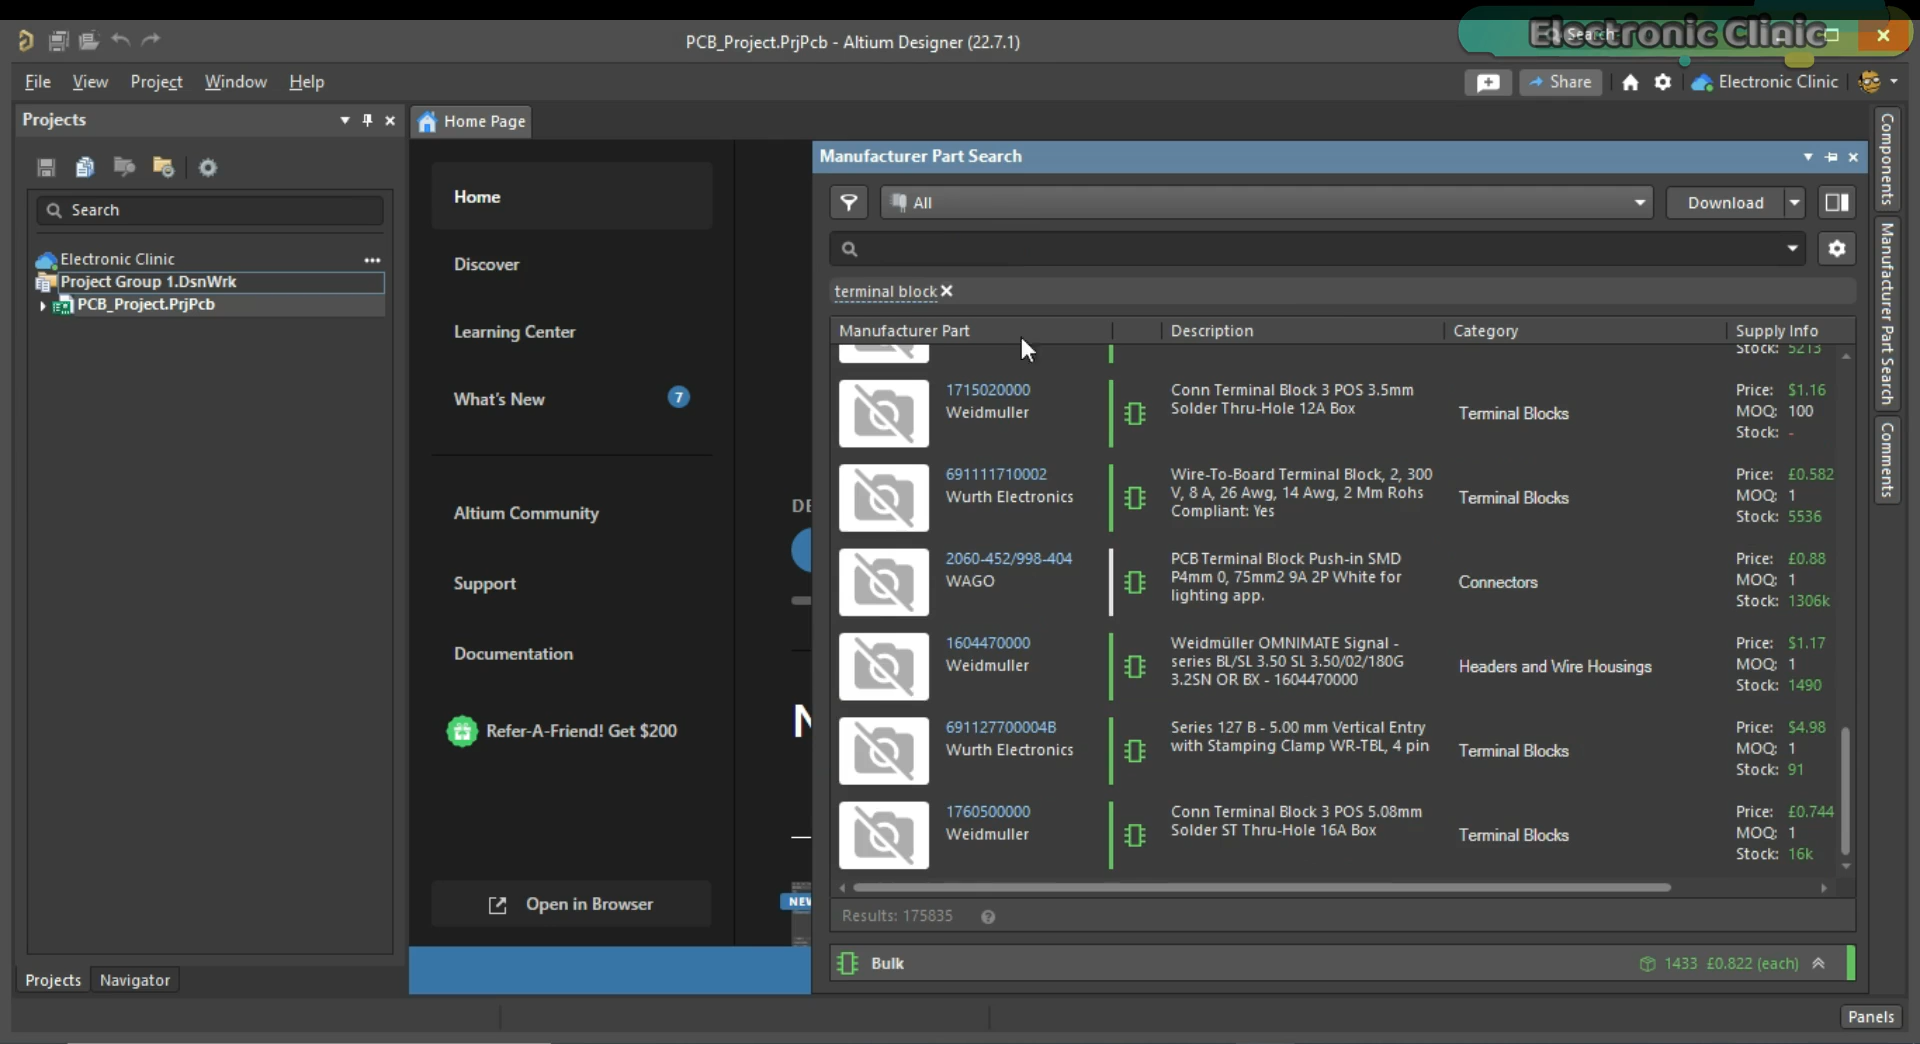 Electronic Clinic
Search
PCB_Project.PrjPcb - Altium Designer (22.7.1)
File View Project Window Help
Share
Electronic Clinic
Projects
Home Page
Search
Electronic Clinic
Project Group 1.DsnWrk
PCB_Project.PrjPcb
Home
Discover
Learning Center
What's New
7
Altium Community
Support
Documentation
Refer-A-Friend! Get $200
Open in Browser
DE
N
NEW
Manufacturer Part Search
All
Download
terminal block
Manufacturer Part Description Category Supply Info
Stock: 5213
1715020000
Weidmuller
Conn Terminal Block 3 POS 3.5mm
Solder Thru-Hole 12A Box
Terminal Blocks
Price: $1.16
MOQ: 100
Stock: -
691111710002
Wurth Electronics
Wire-To-Board Terminal Block, 2, 300
V, 8 A, 26 Awg, 14 Awg, 2 Mm Rohs
Compliant: Yes
Terminal Blocks
Price: £0.582
MOQ: 1
Stock: 5536
2060-452/998-404
WAGO
PCB Terminal Block Push-in SMD
P4mm 0, 75mm2 9A 2P White for
lighting app.
Connectors
Price: £0.88
MOQ: 1
Stock: 1306k
1604470000
Weidmuller
Weidmüller OMNIMATE Signal -
series BL/SL 3.50 SL 3.50/02/180G
3.2SN OR BX - 1604470000
Headers and Wire Housings
Price: $1.17
MOQ: 1
Stock: 1490
691127700004B
Wurth Electronics
Series 127 B - 5.00 mm Vertical Entry
with Stamping Clamp WR-TBL, 4 pin
Terminal Blocks
Price: $4.98
MOQ: 1
Stock: 91
1760500000
Weidmuller
Conn Terminal Block 3 POS 5.08mm
Solder ST Thru-Hole 16A Box
Terminal Blocks
Price: £0.744
MOQ: 1
Stock: 16k
Results: 175835
Bulk
1433 £0.822 (each)
Components
Manufacturer Part Search
Comments
Projects Navigator
Panels